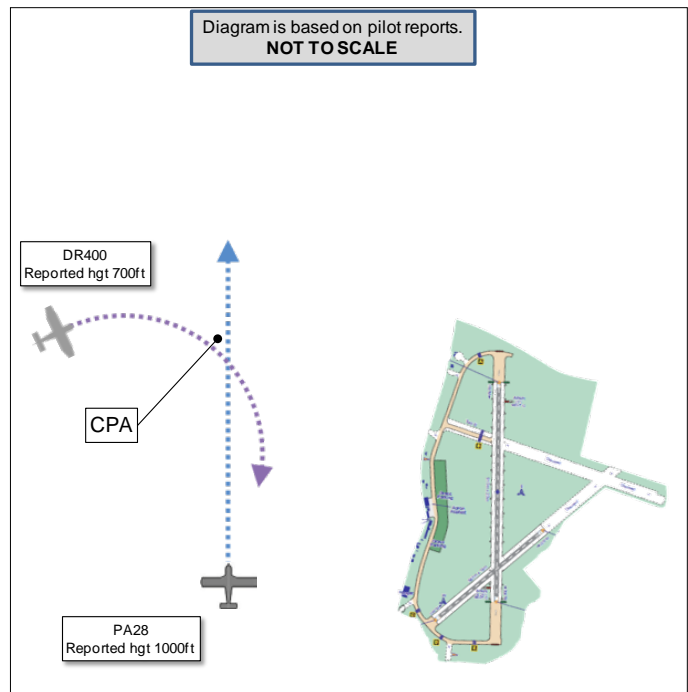 Diagram is based on pilot reports.
NOT TO SCALE
DR400
Reported hgt 700ft
CPA
PA28
Reported hgt 1000ft